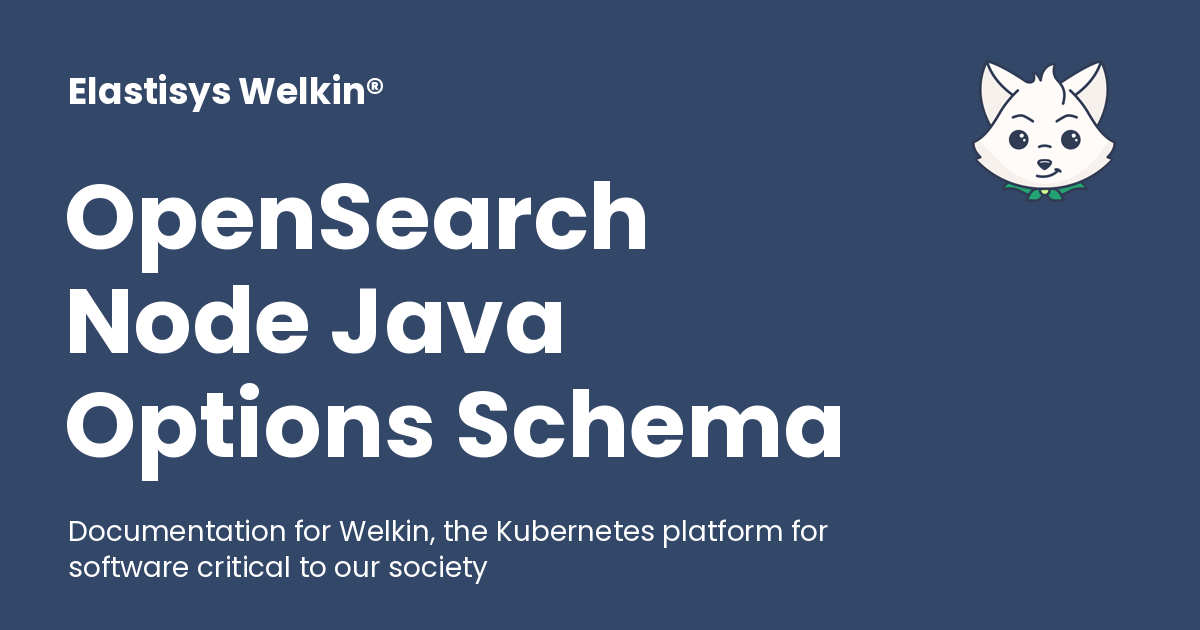 Elastisys Welkin®
OpenSearch
Node Java
Options Schema
Documentation for Welkin, the Kubernetes platform for
software critical to our society